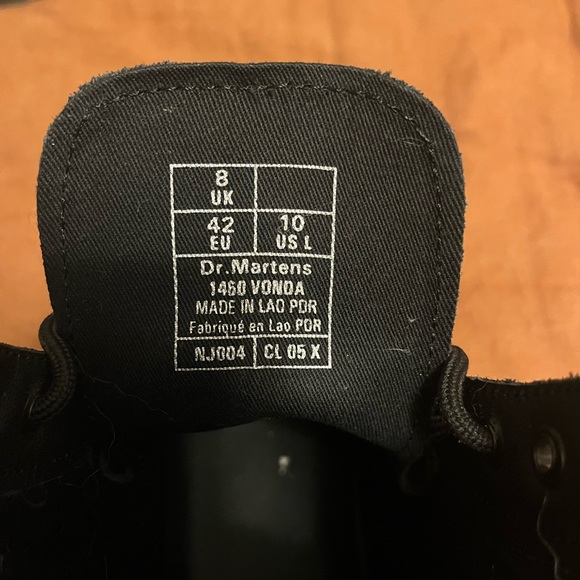 8
UK
42
EU
10
US L
Dr.Martens
1460 VONDA
MADE IN LAO PDR
Fabriqué en Lao PDR
NJ004
CL 05 X